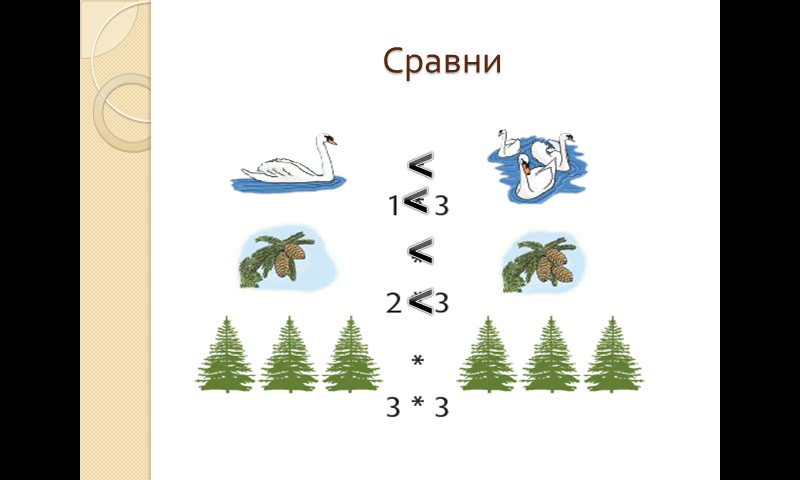 Сравни
<
1 < 3
<
*
2 < 3
*
3 * 3